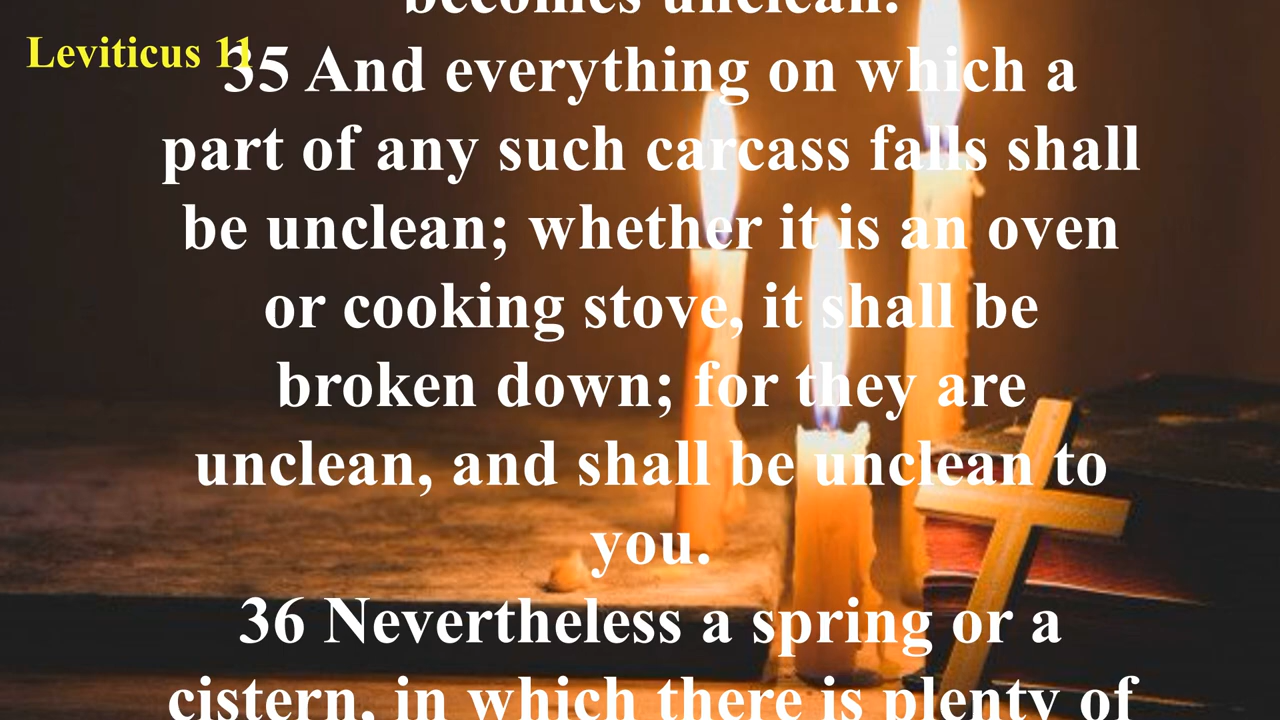 becomes unclean.
Leviticus 11
35 And everything on which a
part of any such carcass falls shall
be unclean; whether it is an oven
or cooking stove, it shall be
broken down; for they are
unclean, and shall be unclean to
you.
36 Nevertheless a spring or a
cistern, in which there is plenty of